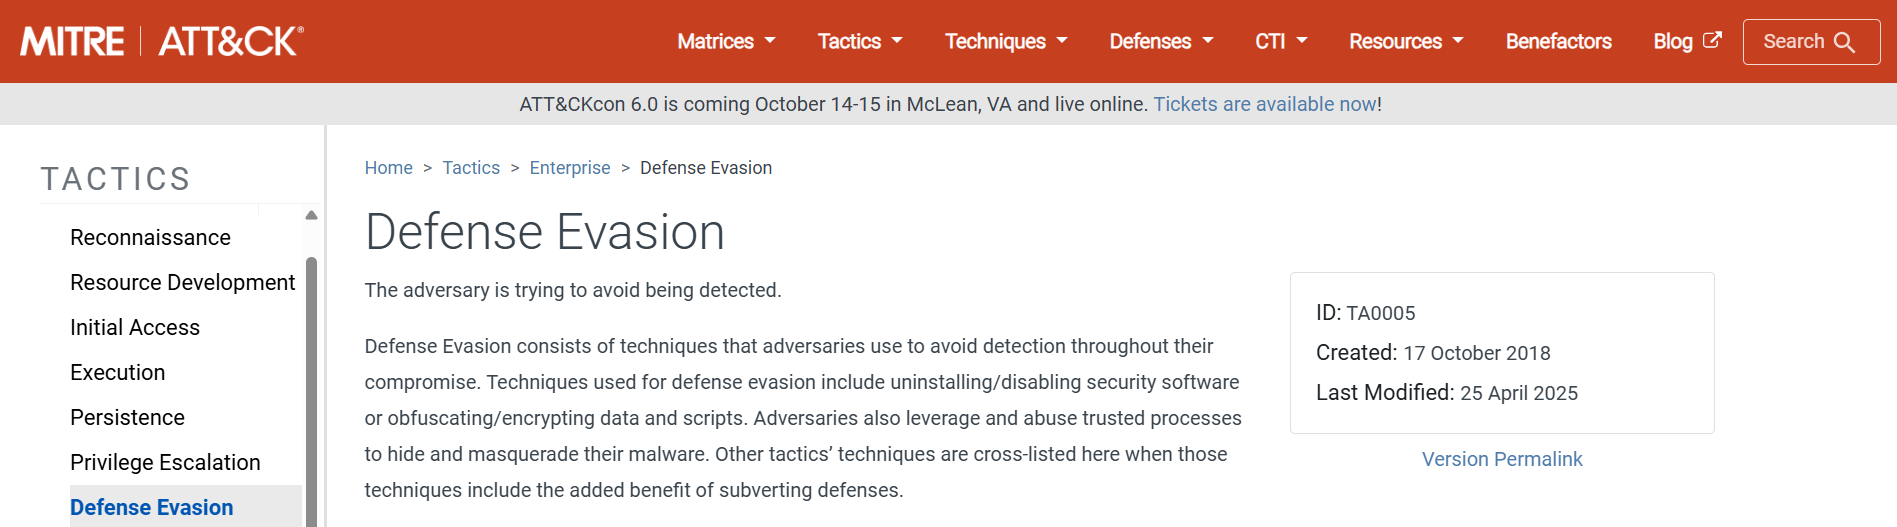 MITRE | ATT&CK®
Matrices
Tactics
Techniques
Defenses
CTI
Resources
Benefactors
Blog
Search
ATT&CKcon 6.0 is coming October 14-15 in McLean, VA and live online. Tickets are available now!
TACTICS
Reconnaissance
Resource Development
Initial Access
Execution
Persistence
Privilege Escalation
Defense Evasion
Home > Tactics > Enterprise > Defense Evasion
Defense Evasion
The adversary is trying to avoid being detected.
Defense Evasion consists of techniques that adversaries use to avoid detection throughout their
compromise. Techniques used for defense evasion include uninstalling/disabling security software
or obfuscating/encrypting data and scripts. Adversaries also leverage and abuse trusted processes
to hide and masquerade their malware. Other tactics’ techniques are cross-listed here when those
techniques include the added benefit of subverting defenses.
ID: TA0005
Created: 17 October 2018
Last Modified: 25 April 2025
Version Permalink